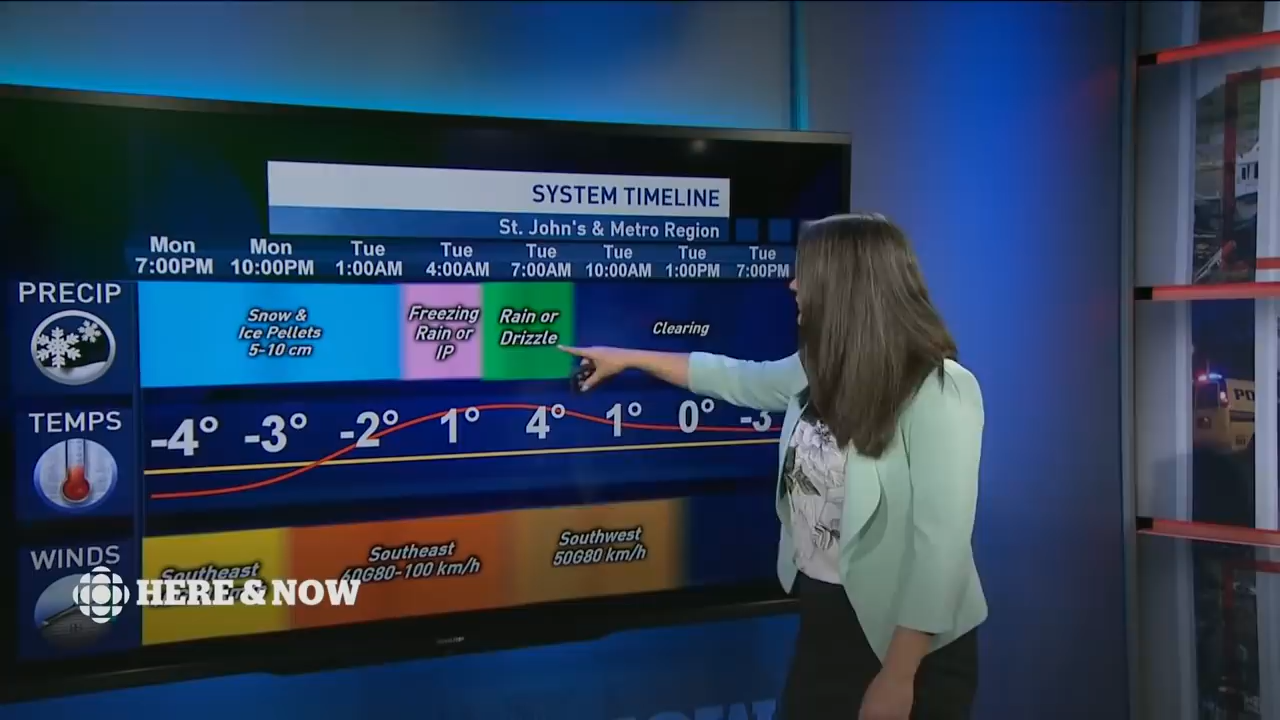 SYSTEM TIMELINE
St. John's & Metro Region
Mon Mon Tue Tue Tue Tue Tue Tue
7:00PM 10:00PM 1:00AM 4:00AM 7:00AM 10:00AM 1:00PM 7:00PM
PRECIP
Snow &
Ice Pellets
5-10 cm
Freezing
Rain or
IP
Rain or
Drizzle
Clearing
TEMPS
-4° -3° -2° 1° 4° 1° 0° -3
WINDS
Southeast
Southeast
60G80-100 km/h
Southwest
50G80 km/h
HERE & NOW
PO